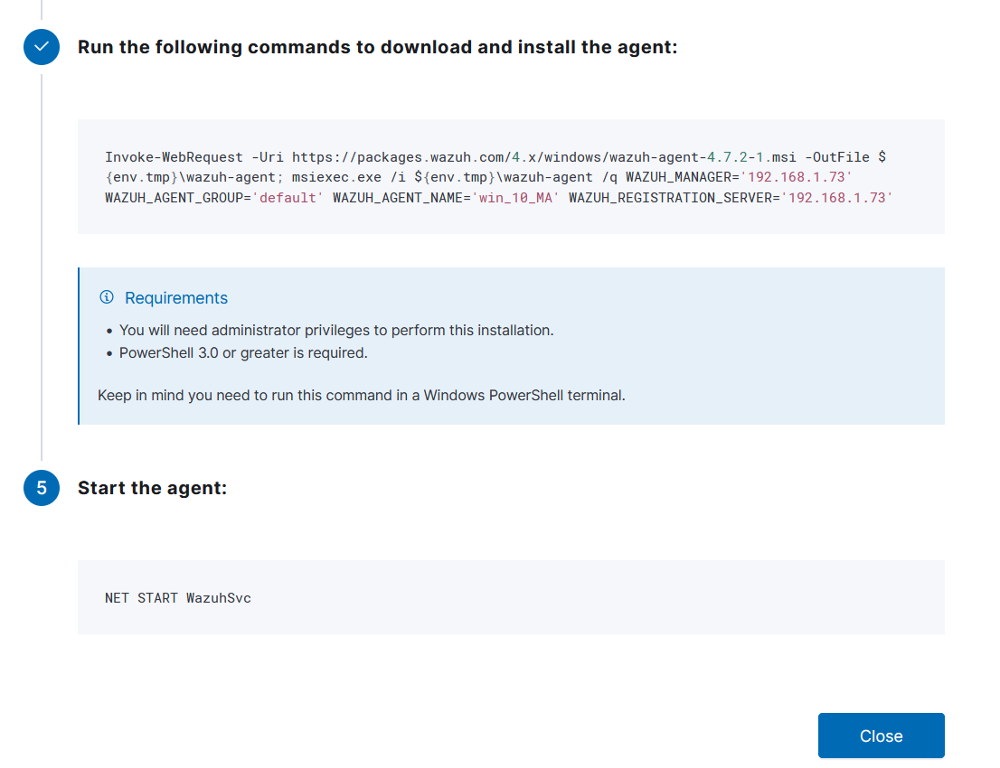 Run the following commands to download and install the agent:
Invoke-WebRequest -Uri https://packages.wazuh.com/4.x/windows/wazuh-agent-4.7.2-1.msi -OutFile $
{env.tmp}\wazuh-agent; msiexec.exe /i ${env.tmp}\wazuh-agent /q WAZUH_MANAGER='192.168.1.73'
WAZUH_AGENT_GROUP='default' WAZUH_AGENT_NAME='win_10_MA' WAZUH_REGISTRATION_SERVER='192.168.1.73'
Requirements
• You will need administrator privileges to perform this installation.
• PowerShell 3.0 or greater is required.
Keep in mind you need to run this command in a Windows PowerShell terminal.
5 Start the agent:
NET START WazuhSvc
Close